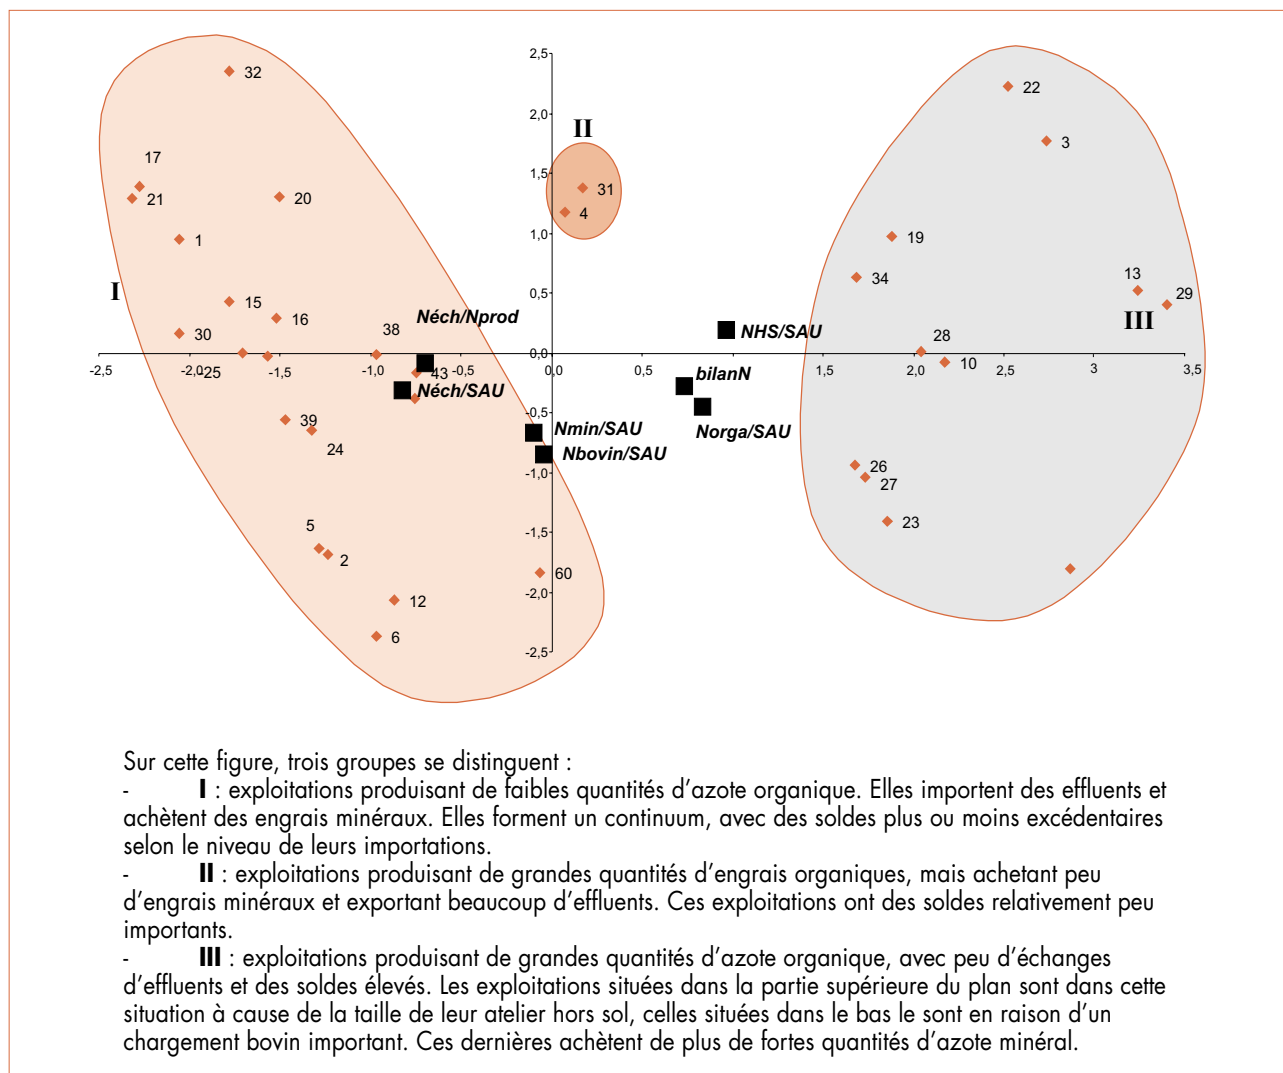 2,5
32
22
2,0
II
3
17
1,5
31
21
20
4
1,0
1
19
34
13
0,5
29
I
15
16
38
Néch/Nprod
NHS/SAU
III
30
28
0,0
-2,5
-2,0
-25
-1,5
-1,0
43
-0,5
0,0
0,5
bilanN
1,5
2,0
10
2,5
3
3,5
Néch/SAU
-0,5
39
Nmin/SAU
Norga/SAU
24
Nbovin/SAU
26
-1,0
27
5
-1,5
23
2
60
12
-2,0
6
-2,5
Sur cette figure, trois groupes se distinguent :
- I : exploitations produisant de faibles quantités d'azote organique. Elles importent des effluents et
achètent des engrais minéraux. Elles forment un continuum, avec des soldes plus ou moins excédentaires
selon le niveau de leurs importations.
- II : exploitations produisant de grandes quantités d'engrais organiques, mais achetant peu
d'engrais minéraux et exportant beaucoup d'effluents. Ces exploitations ont des soldes relativement peu
importants.
- III : exploitations produisant de grandes quantités d'azote organique, avec peu d'échanges
d'effluents et des soldes élevés. Les exploitations situées dans la partie supérieure du plan sont dans cette
situation à cause de la taille de leur atelier hors sol, celles situées dans le bas le sont en raison d'un
chargement bovin important. Ces dernières achètent de plus de fortes quantités d'azote minéral.